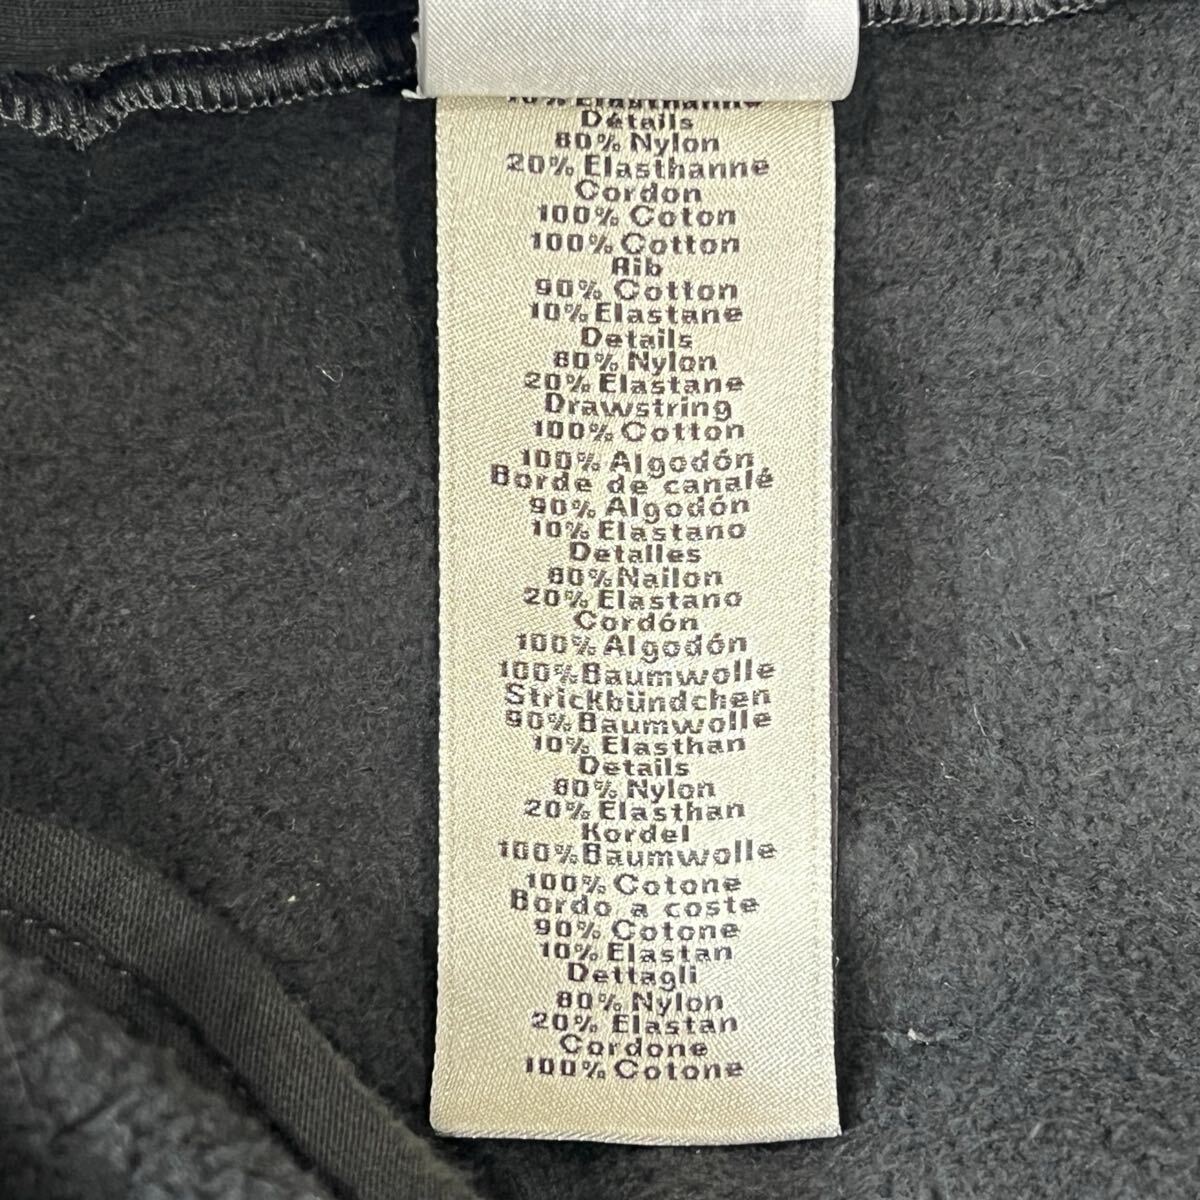 10% Elasthanne
Détails
80% Nylon
20% Elasthanne
Cordon
100% Coton
100% Cotton
Rib
90% Cotton
10% Elastane
Details
80% Nylon
20% Elastane
Drawstring
100% Cotton
100% Algodón
Borde de canalé
90% Algodón
10% Elastano
Detalles
80% Nailon
20% Elastano
Cordón
100% Algodón
100% Baumwolle
Strickbündchen
90% Baumwolle
10% Elasthan
Details
80% Nylon
20% Elasthan
Kordel
100% Baumwolle
100% Cotone
Bordo a coste
90% Cotone
10% Elastan
Dettagli
80% Nylon
20% Elastan
Cordone
100% Cotone